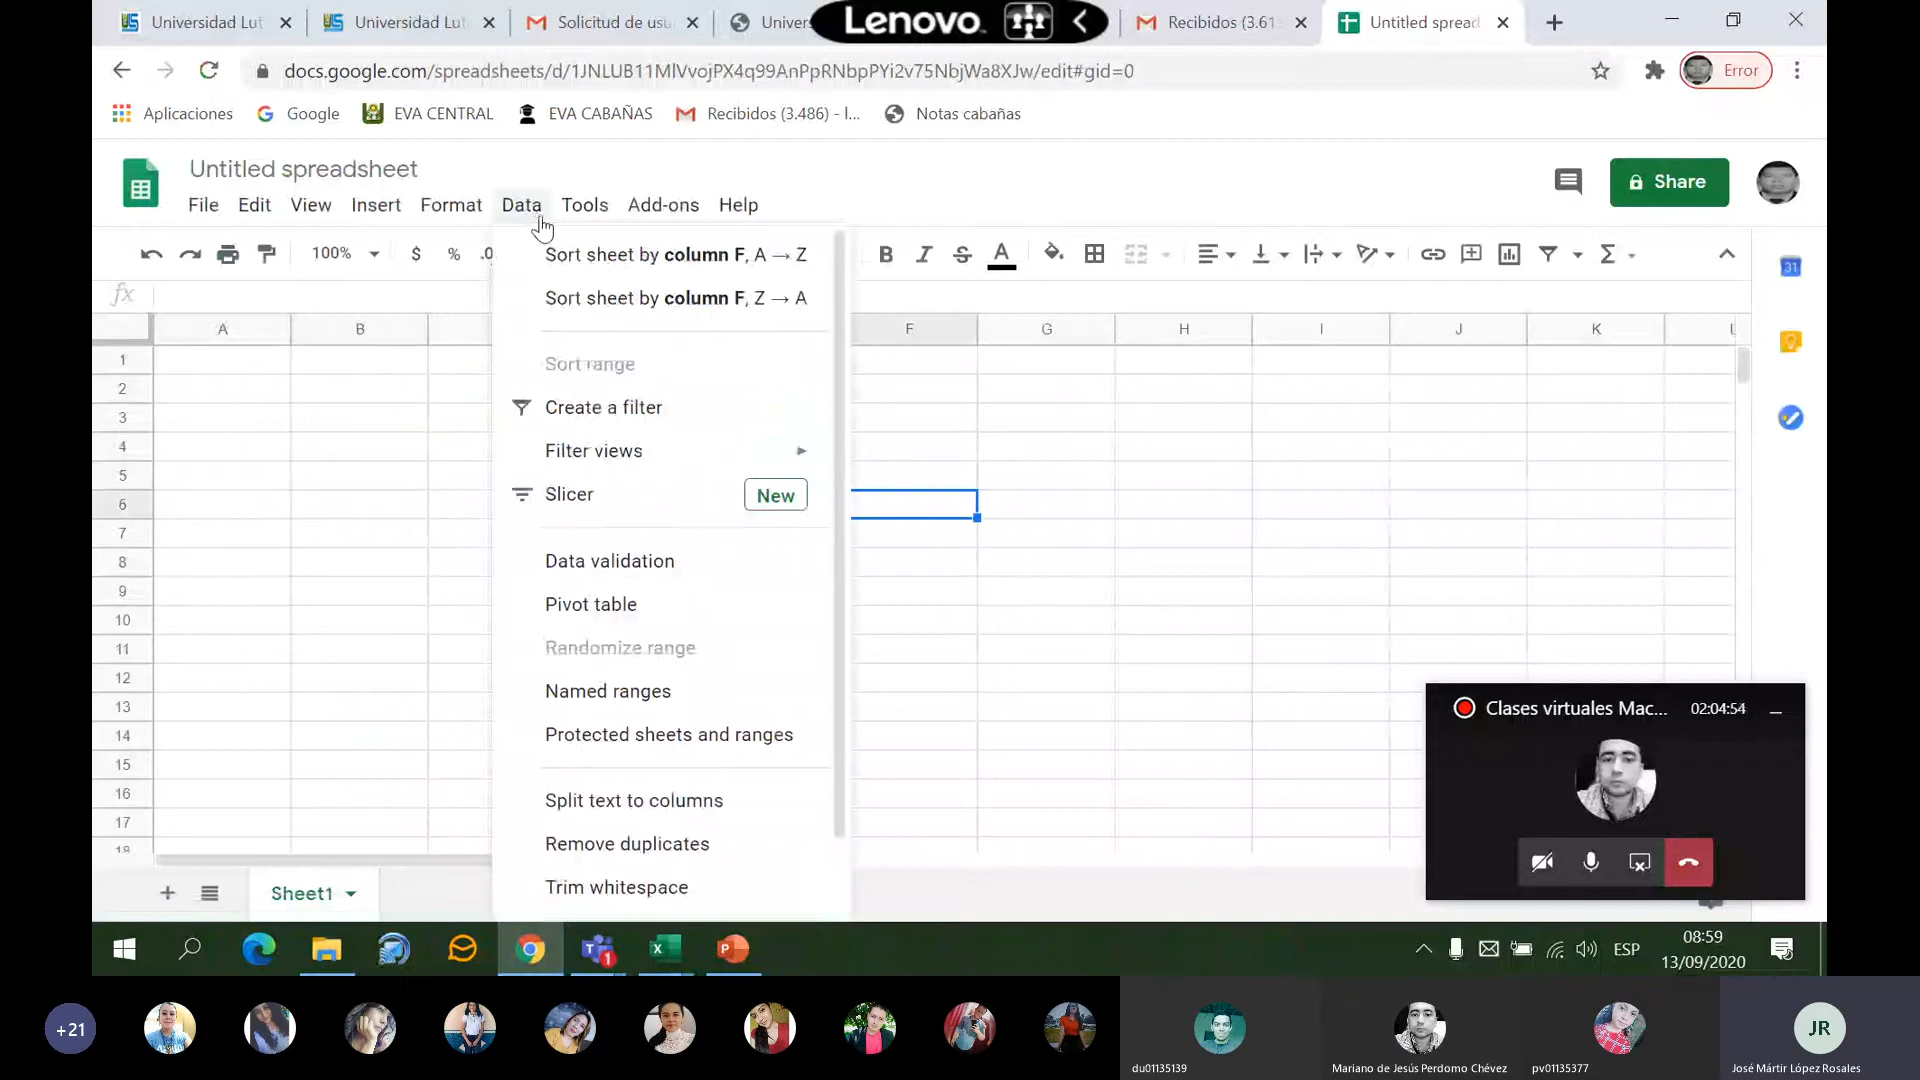 Universidad Lut
Universidad Lut
Solicitud de usu
Univers
Lenovo
Recibidos (3.61
Untitled spread
docs.google.com/spreadsheets/d/1JNLUB11MlVvojPX4q99AnPpRNbpPYi2v75NbjWa8XJw/edit#gid=0
Error
Aplicaciones
Google
EVA CENTRAL
EVA CABAÑAS
Recibidos (3.486) - l...
Notas cabañas
Untitled spreadsheet
Share
File Edit View Insert Format Data Tools Add-ons Help
100% $ % .0 B I S A Σ
31
fx
A B F G H I J K L
1
2
3
4
5
6
7
8
9
10
11
12
13
14
15
16
17
18
Sort sheet by column F, A → Z
Sort sheet by column F, Z → A
Sort range
Create a filter
Filter views
Slicer New
Data validation
Pivot table
Randomize range
Named ranges
Protected sheets and ranges
Split text to columns
Remove duplicates
Trim whitespace
Clases virtuales Mac... 02:04:54
Sheet1
1
ESP
08:59
13/09/2020
+21
du01135139
Mariano de Jesús Perdomo Chévez
pv01135377
JR
José Mártir López Rosales